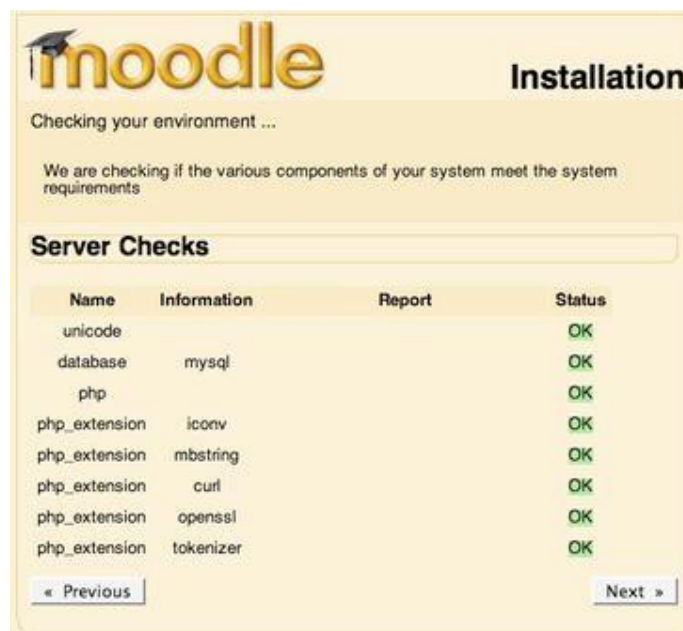 moodle
Installation
Checking your environment ...
We are checking if the various components of your system meet the system
requirements
Server Checks
Name Information Report Status
unicode OK
database mysql OK
php OK
php_extension iconv OK
php_extension mbstring OK
php_extension curl OK
php_extension openssl OK
php_extension tokenizer OK
« Previous Next »